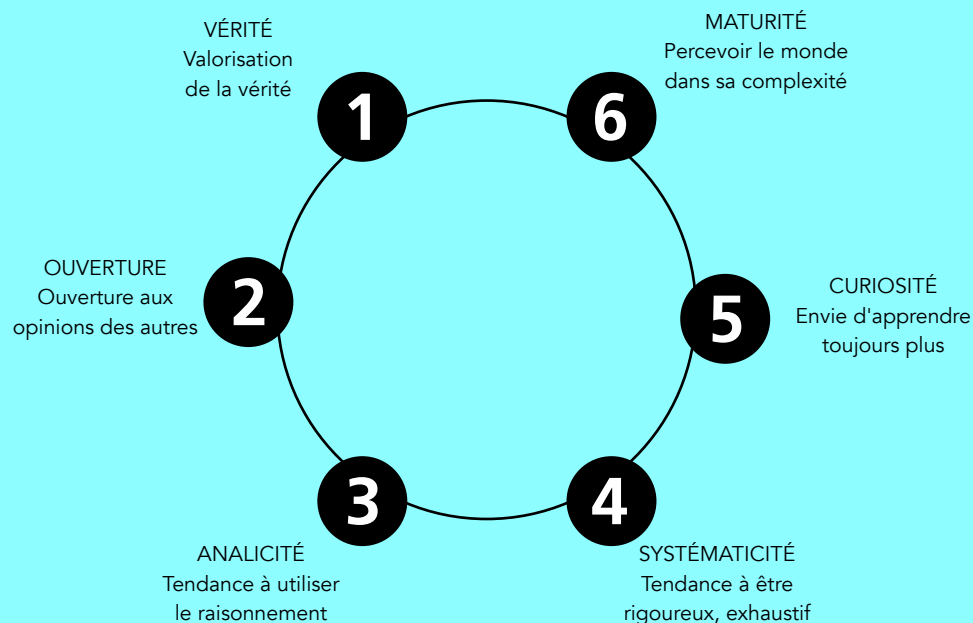 VÉRITÉ
Valorisation
de la vérité
1
OUVERTURE
Ouverture aux
opinions des autres
2
ANALICITÉ
Tendance à utiliser
le raisonnement
3
SYSTÉMATICITÉ
Tendance à être
rigoureux, exhaustif
4
CURIOSITÉ
Envie d'apprendre
toujours plus
5
MATURITÉ
Percevoir le monde
dans sa complexité
6